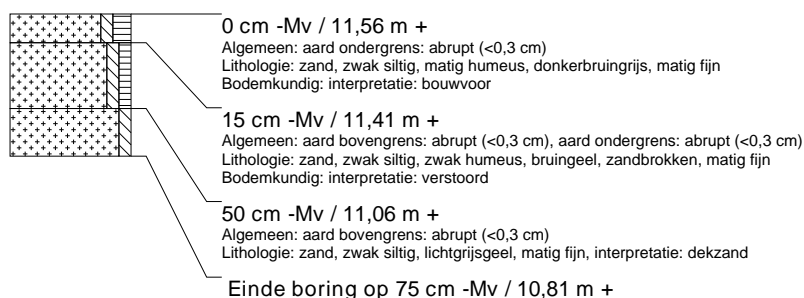 0 cm -Mv / 11,56 m +
Algemeen: aard ondergrens: abrupt (<0,3 cm)
Lithologie: zand, zwak siltig, matig humeus, donkerbruingrijs, matig fijn
Bodemkundig: interpretatie: bouwvoor
15 cm -Mv / 11,41 m +
Algemeen: aard bovengrens: abrupt (<0,3 cm), aard ondergrens: abrupt (<0,3 cm)
Lithologie: zand, zwak siltig, zwak humeus, bruingeel, zandbrokken, matig fijn
Bodemkundig: interpretatie: verstoord
50 cm -Mv / 11,06 m +
Algemeen: aard bovengrens: abrupt (<0,3 cm)
Lithologie: zand, zwak siltig, lichtgrijsgeel, matig fijn, interpretatie: dekzand
Einde boring op 75 cm -Mv / 10,81 m +